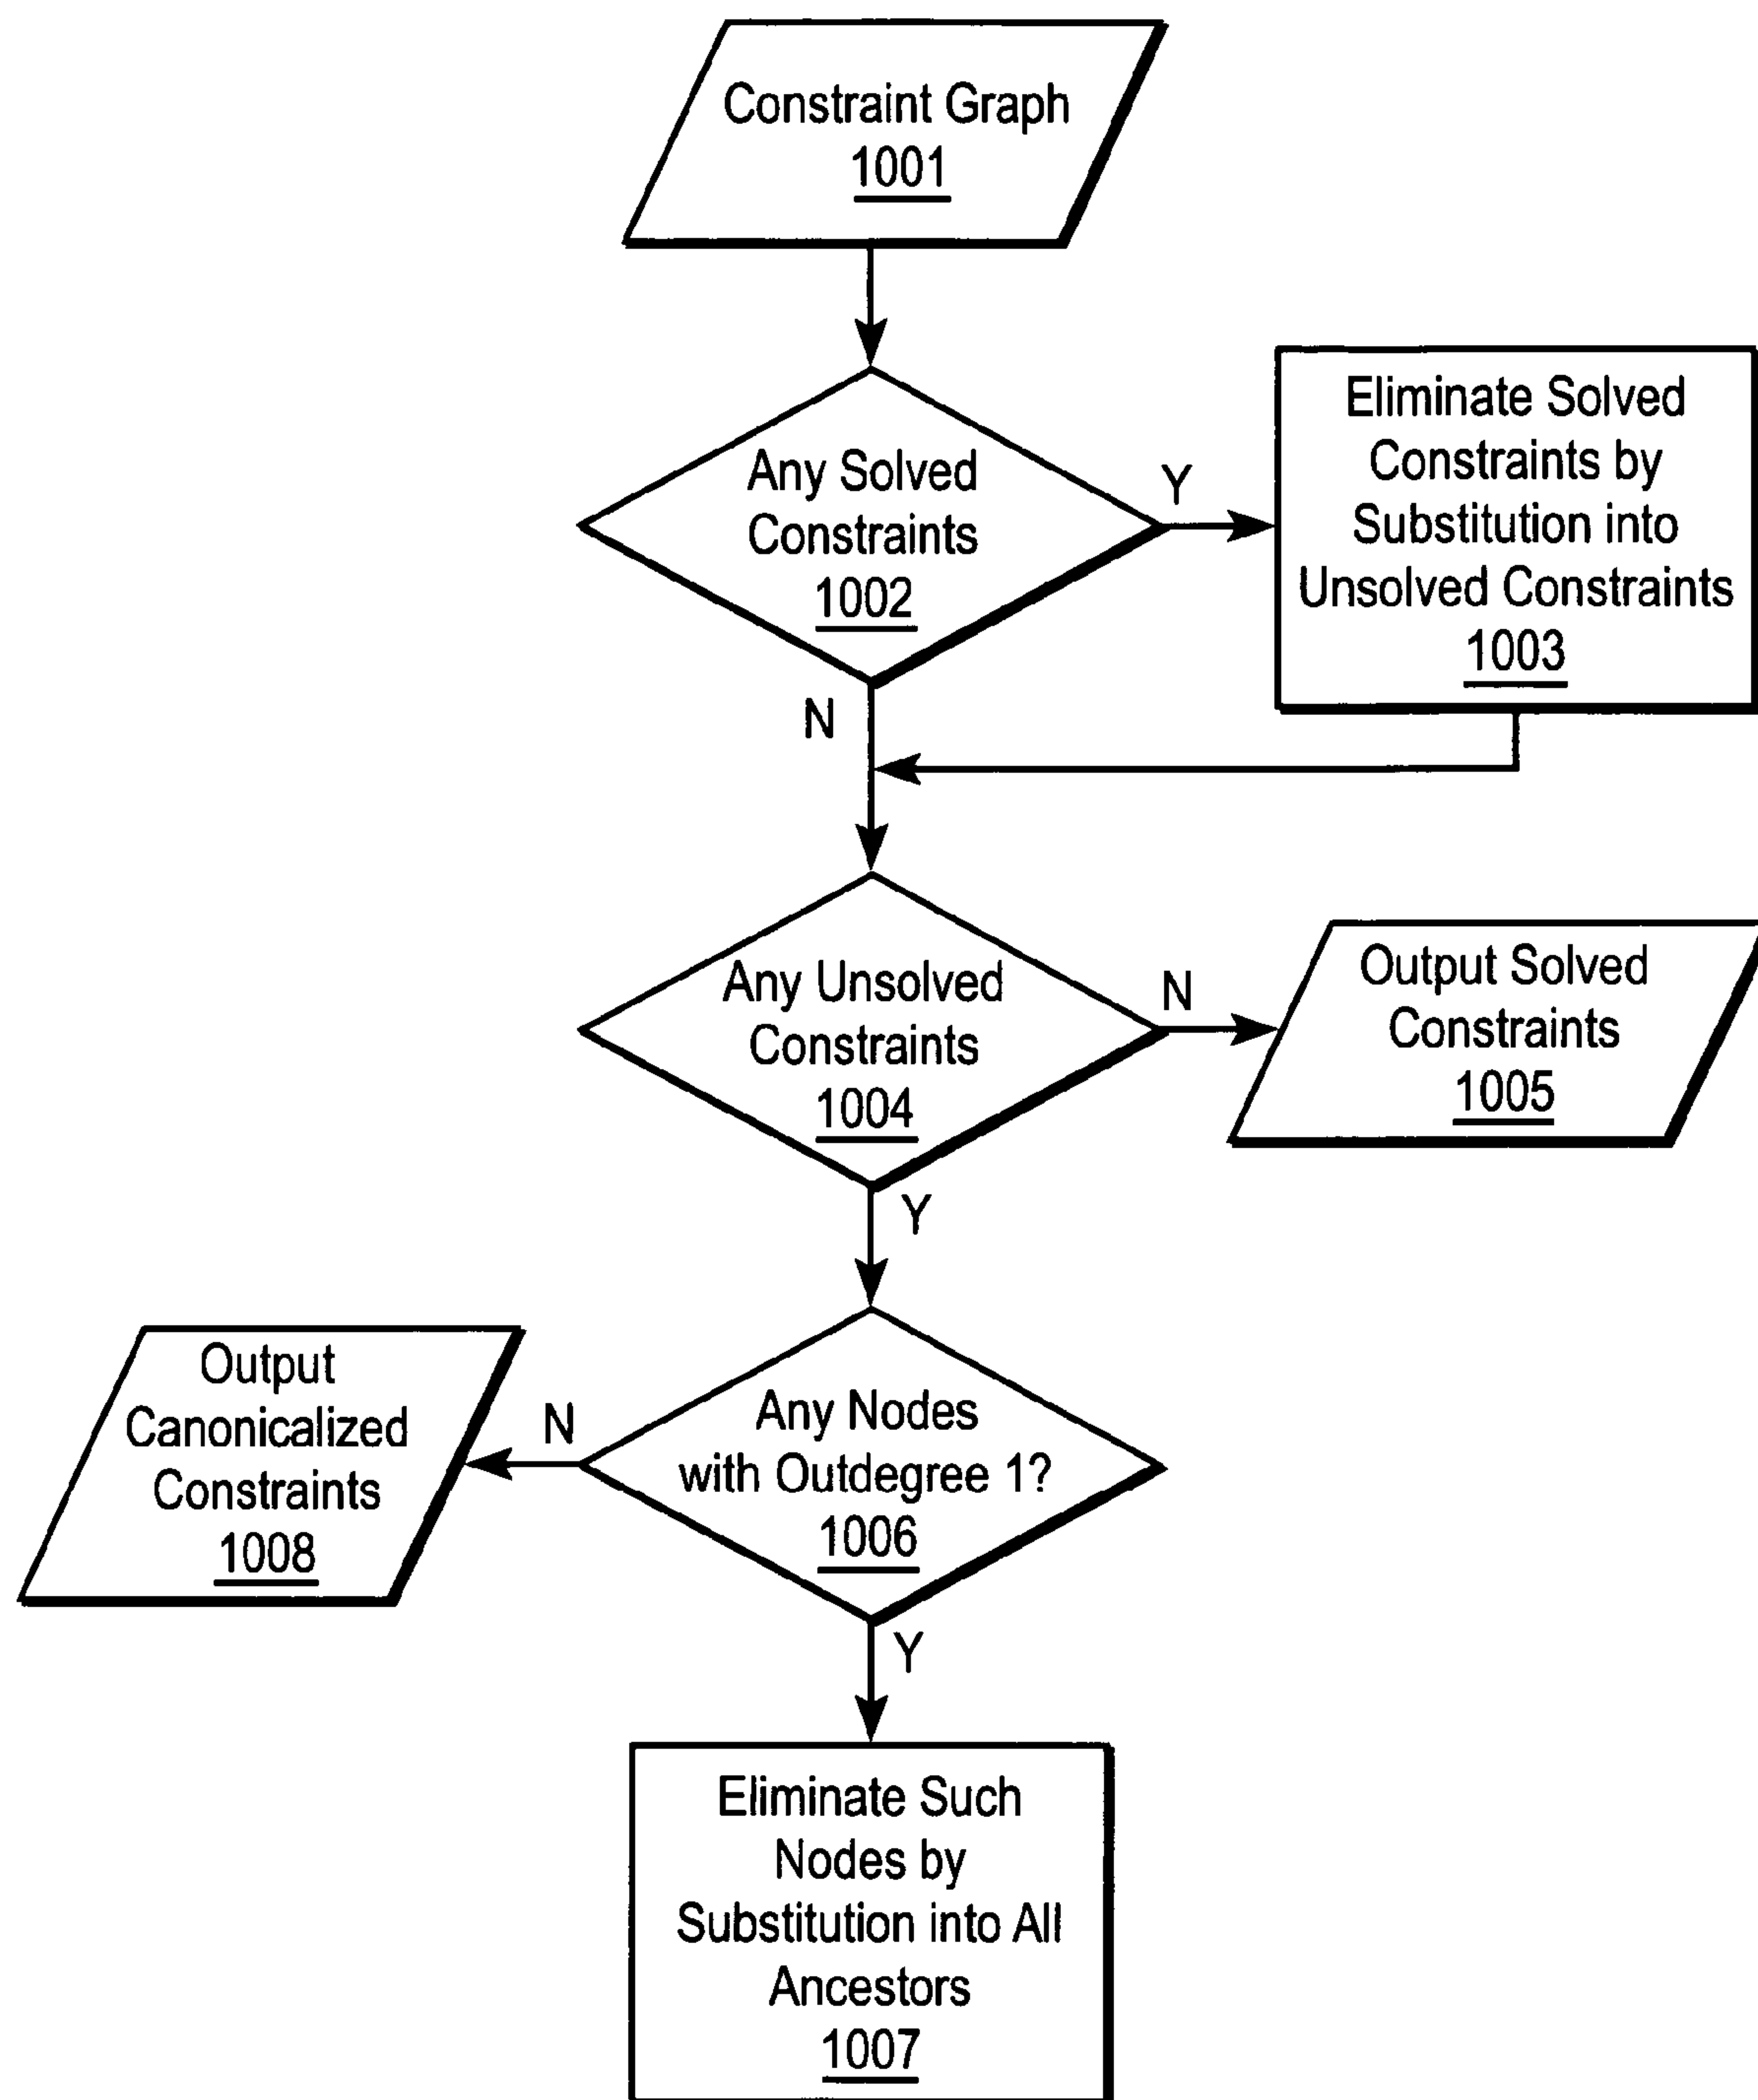 Constraint Graph
1001
Any Solved
Constraints
1002
Y
N
Eliminate Solved
Constraints by
Substitution into
Unsolved Constraints
1003
Any Unsolved
Constraints
1004
N
Y
Output Solved
Constraints
1005
Any Nodes
with Outdegree 1?
1006
N
Y
Output
Canonicalized
Constraints
1008
Eliminate Such
Nodes by
Substitution into All
Ancestors
1007